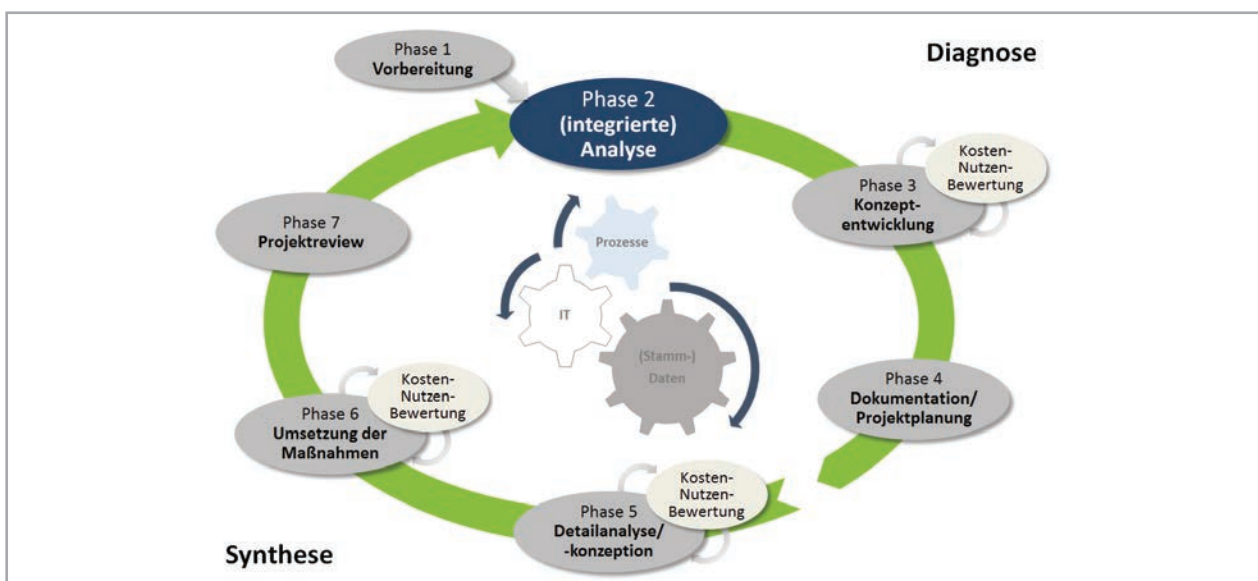 Phase 1
Vorbereitung
Diagnose
Phase 2
(integrierte)
Analyse
Kosten-
Nutzen-
Bewertung
Phase 3
Konzept-
entwicklung
Phase 7
Projektreview
Prozesse
IT
(Stamm-)
Daten
Phase 4
Dokumentation/
Projektplanung
Kosten-
Nutzen-
Bewertung
Phase 6
Umsetzung der
Maßnahmen
Kosten-
Nutzen-
Bewertung
Phase 5
Detailanalyse/
-konzeption
Synthese